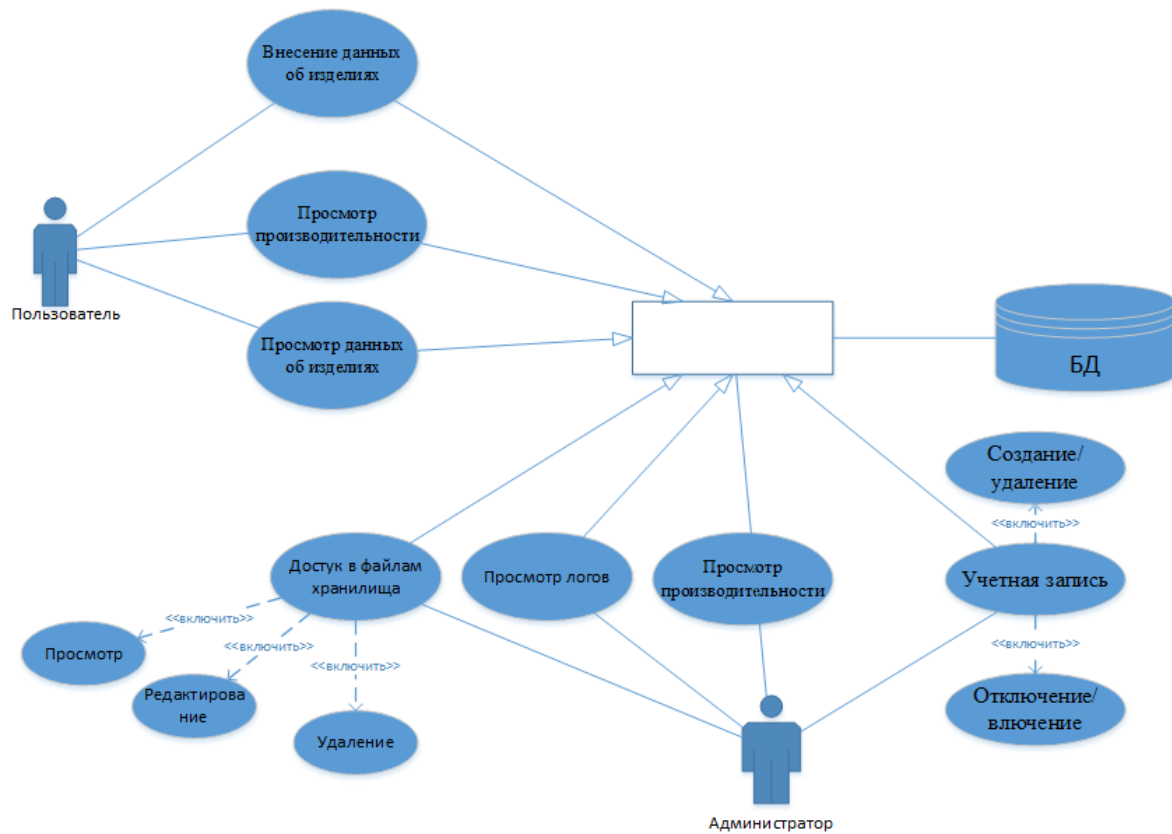 Внесение данных
об изделиях
Просмотр
производительности
Пользователь
Просмотр данных
об изделиях
БД
Создание/
удаление
<<включить>>
Достук в файлам
хранилища
Просмотр логов
Просмотр
производительности
Учетная запись
<<включить>>
<<включить>>
<<включить>>
<<включить>>
Просмотр
Редактирова
ние
Удаление
Отключение/
влючение
Администратор